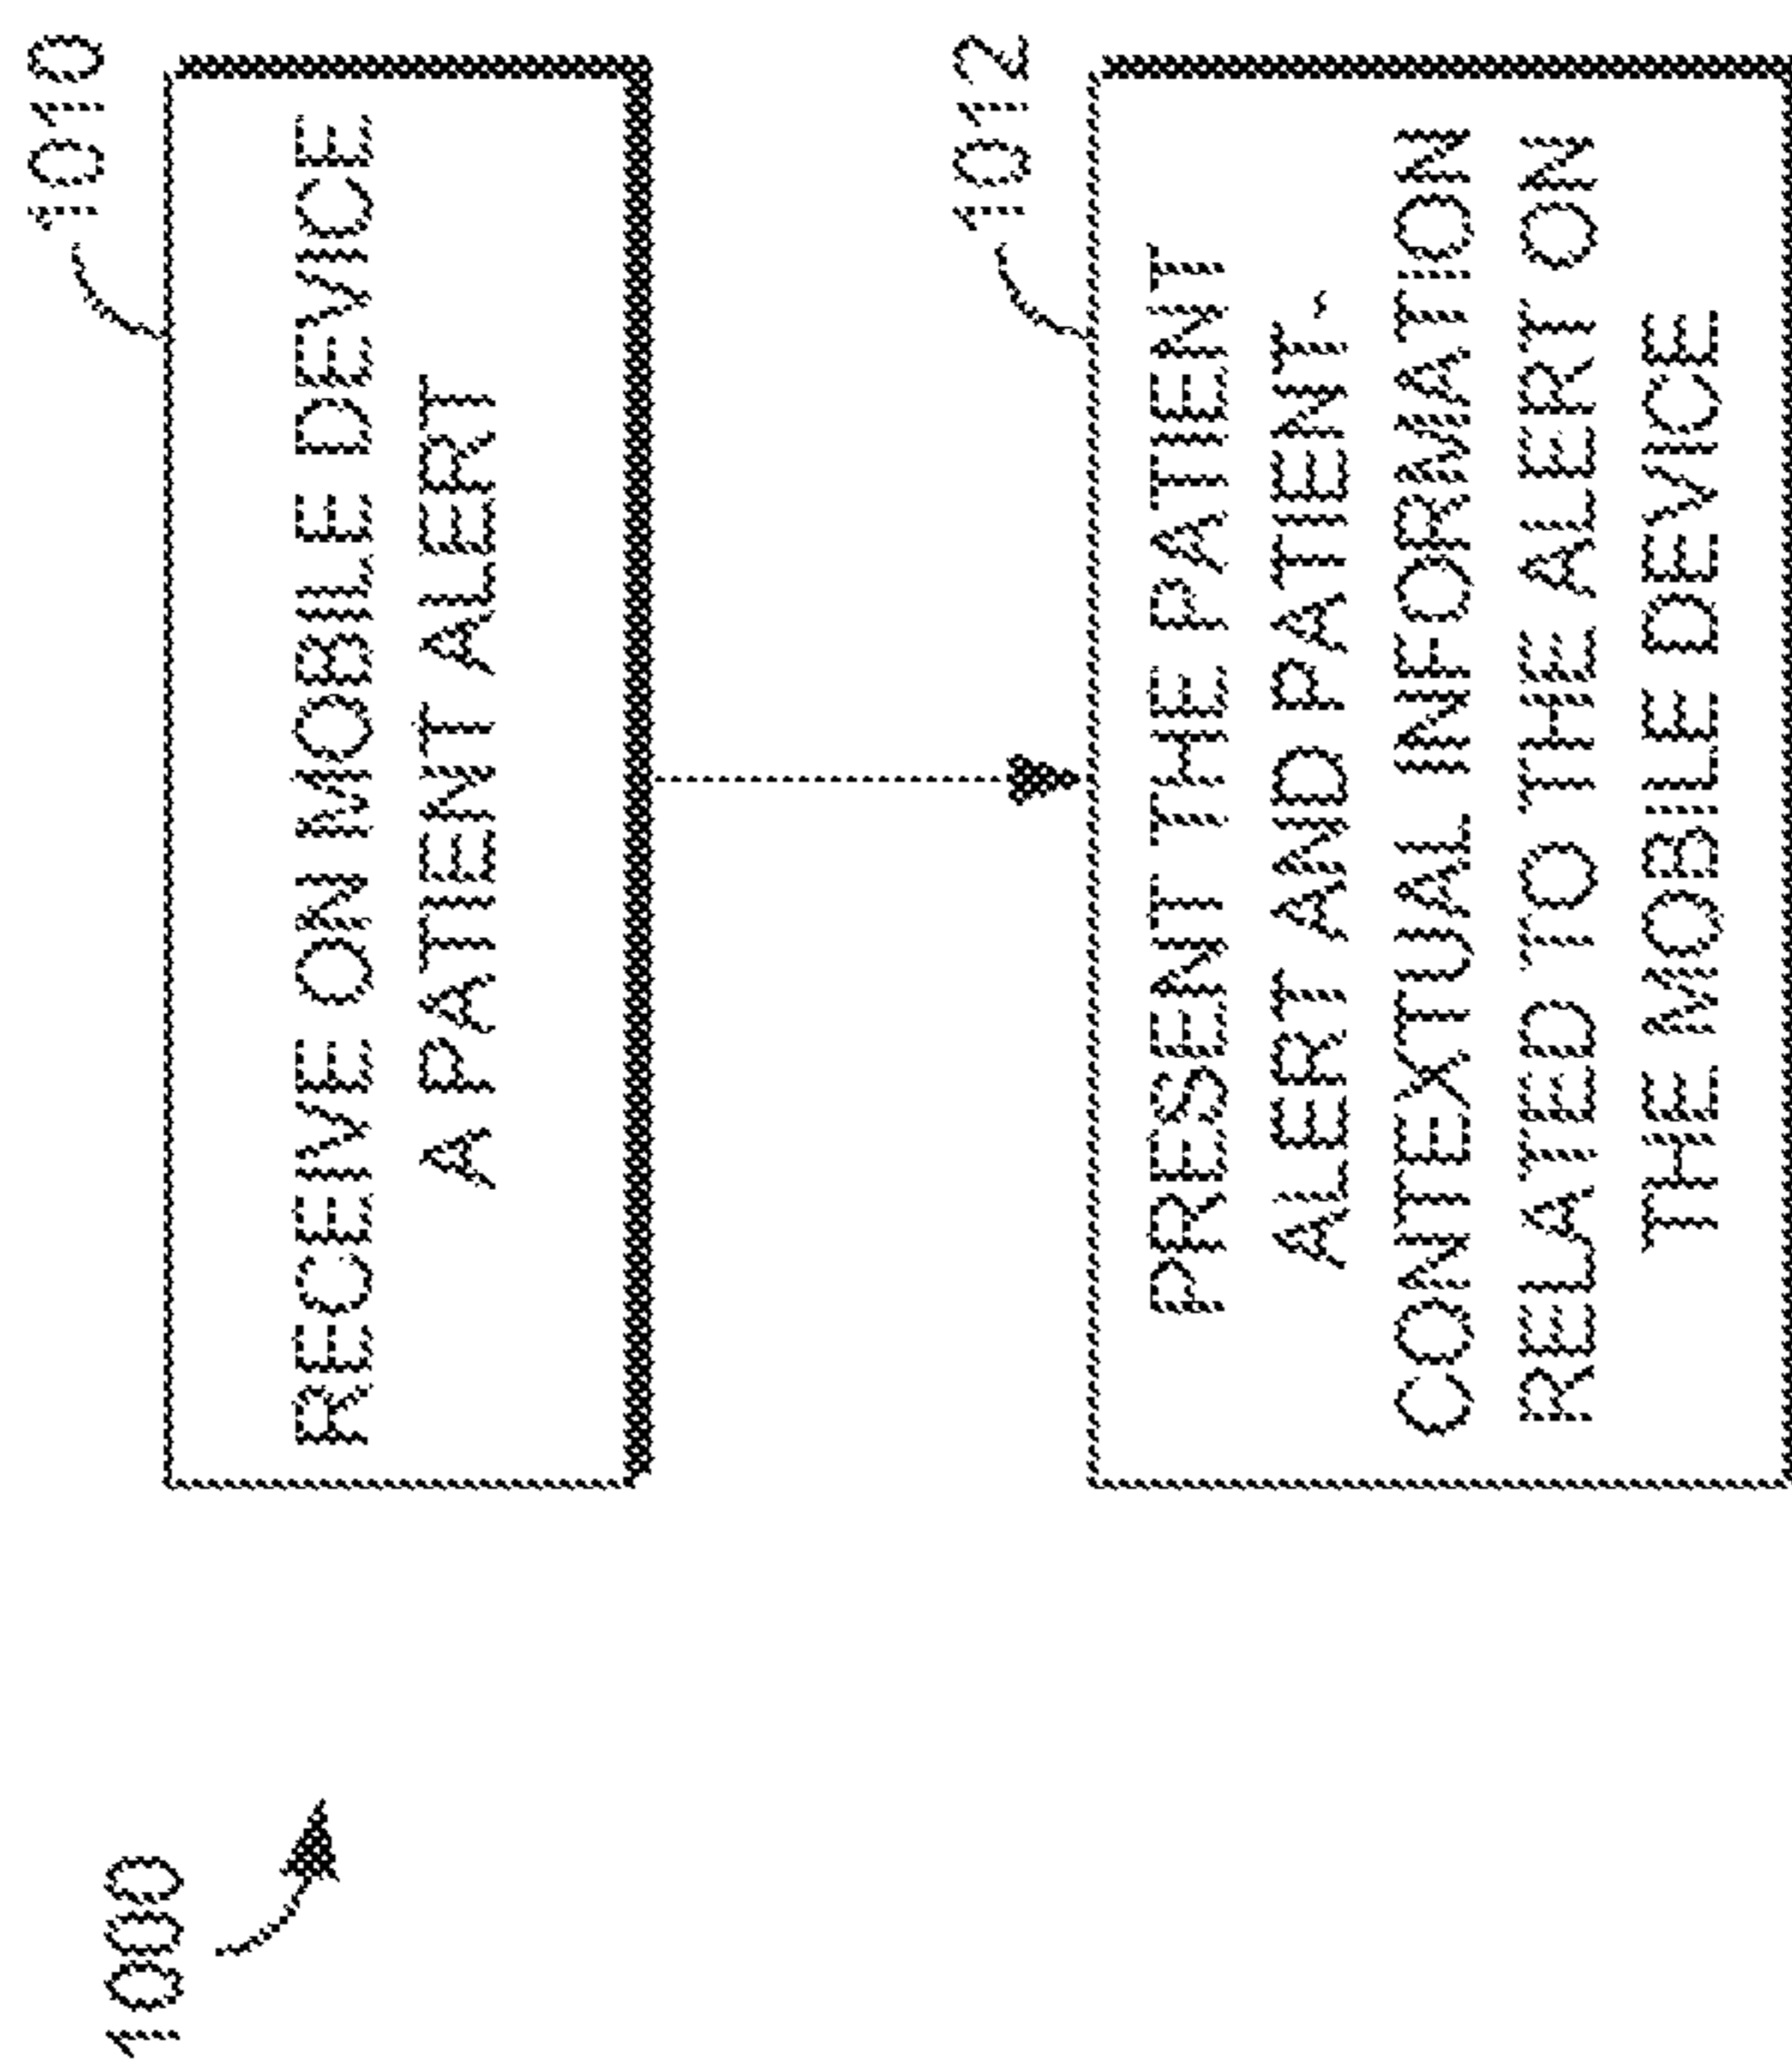 1000
1010
RECEIVE ON MOBILE DEVICE
A PATIENT ALERT
1012
PRESENT THE PATIENT
ALERT AND PATIENT-
CONTEXTUAL INFORMATION
RELATED TO THE ALERT ON
THE MOBILE DEVICE